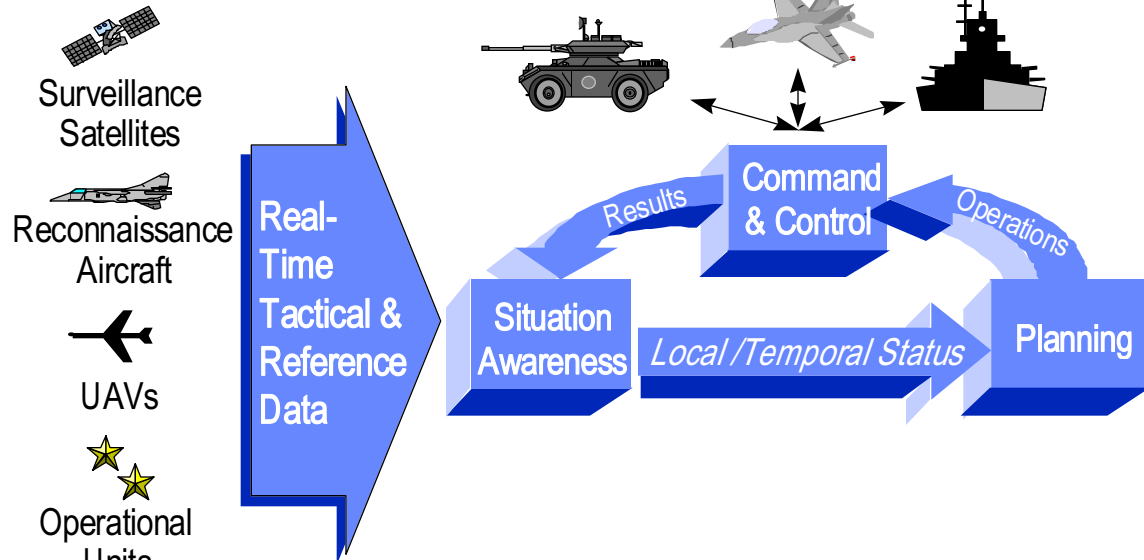 Surveillance
Satellites
Reconnaissance
Aircraft
UAVs
Operational
Units
Real-
Time
Tactical &
Reference
Data
Results
Command
& Control
Operations
Situation
Awareness
Local /Temporal Status
Planning